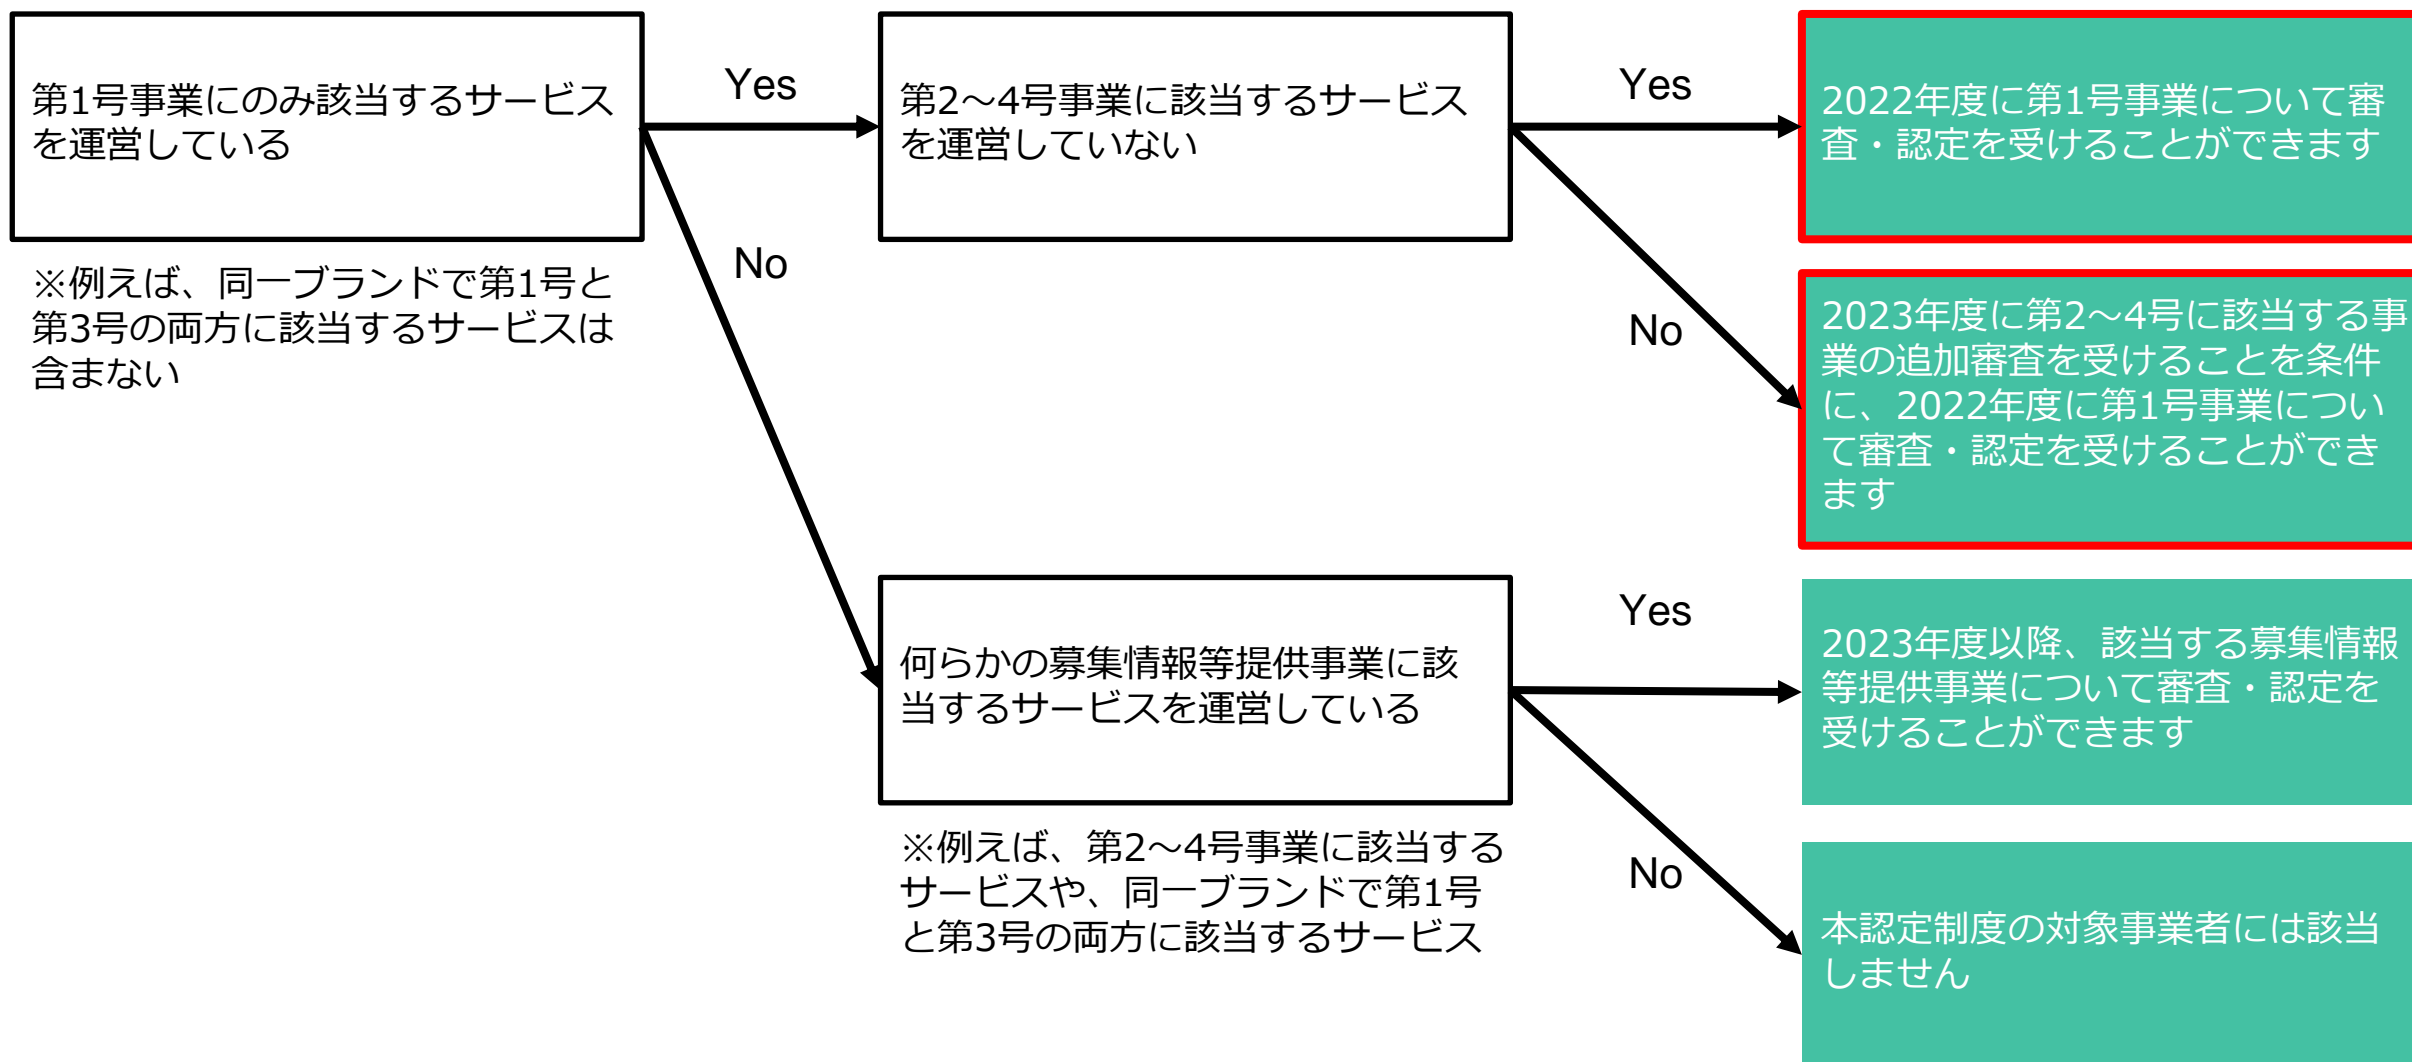 第1号事業にのみ該当するサービス
を運営している
※例えば、同一ブランドで第1号と
第3号の両方に該当するサービスは
含まない
Yes
No
第2～4号事業に該当するサービス
を運営していない
Yes
No
2022年度に第1号事業について審
査・認定を受けることができます
2023年度に第2～4号に該当する事
業の追加審査を受けることを条件
に、2022年度に第1号事業につい
て審査・認定を受けることができ
ます
何らかの募集情報等提供事業に該
当するサービスを運営している
※例えば、第2～4号事業に該当する
サービスや、同一ブランドで第1号
と第3号の両方に該当するサービス
Yes
No
2023年度以降、該当する募集情報
等提供事業について審査・認定を
受けることができます
本認定制度の対象事業者には該当
しません